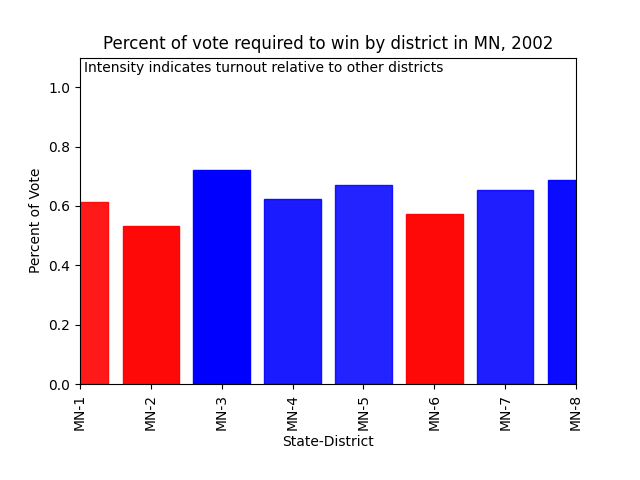 Percent of vote required to win by district in MN, 2002
Intensity indicates turnout relative to other districts
1.0
0.8
0.6
0.4
0.2
0.0
Percent of Vote
MN-1
MN-2
MN-3
MN-4
MN-5
MN-6
MN-7
MN-8
State-District